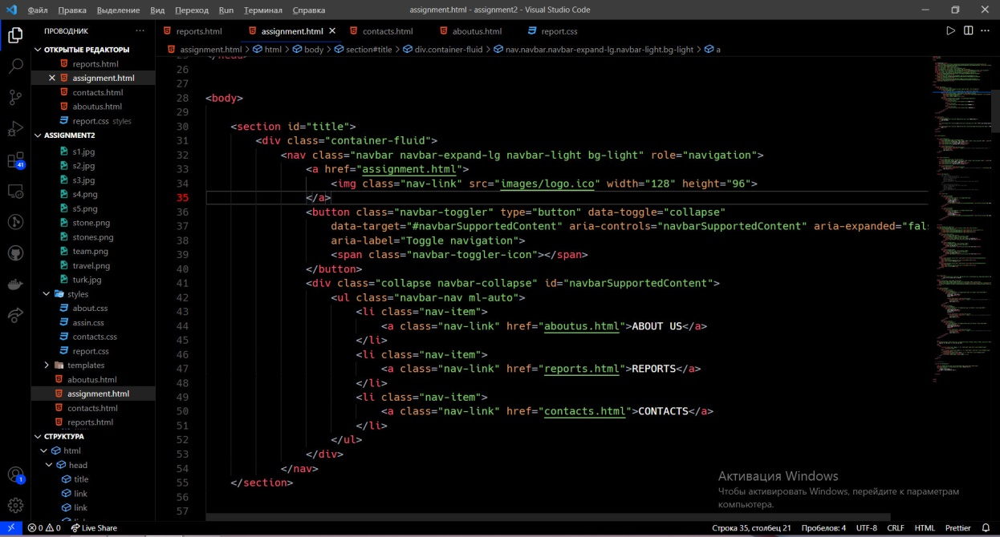 Файл Правка Выделение Вид Переход Run Терминал Справка
assignment.html - assignment2 - Visual Studio Code
ПРОВОДНИК
reports.html assignment.html contacts.html aboutus.html report.css
assignment.html > html > body > section#title > div.container-fluid > nav.navbar.navbar-expand-lg.navbar-light.bg-light > a
ОТКРЫТЫЕ РЕДАКТОРЫ
reports.html
assignment.html
contacts.html
aboutus.html
report.css styles
ASSIGNMENT2
s1.jpg
s2.jpg
s3.jpg
s4.png
s5.png
stone.png
stones.png
team.png
travel.png
turk.jpg
styles
about.css
assin.css
contacts.css
report.css
templates
aboutus.html
assignment.html
contacts.html
reports.html
СТРУКТУРА
html
head
title
link
link
41
1
25 </head>
26
27
28 <body>
29
30 <section id="title">
31 <div class="container-fluid">
32 <nav class="navbar navbar-expand-lg navbar-light bg-light" role="navigation">
33 <a href="assignment.html">
34 <img class="nav-link" src="images/logo.ico" width="128" height="96">
35 </a>
36 <button class="navbar-toggler" type="button" data-toggle="collapse"
37 data-target="#navbarSupportedContent" aria-controls="navbarSupportedContent" aria-expanded="fal
38 aria-label="Toggle navigation">
39 <span class="navbar-toggler-icon"></span>
40 </button>
41 <div class="collapse navbar-collapse" id="navbarSupportedContent">
42 <ul class="navbar-nav ml-auto">
43 <li class="nav-item">
44 <a class="nav-link" href="aboutus.html">ABOUT US</a>
45 </li>
46 <li class="nav-item">
47 <a class="nav-link" href="reports.html">REPORTS</a>
48 </li>
49 <li class="nav-item">
50 <a class="nav-link" href="contacts.html">CONTACTS</a>
51 </li>
52 </ul>
53 </div>
54 </nav>
55 </section>
56
57
Активация Windows
Чтобы активировать Windows, перейдите к параметрам
компьютера.
0 0 Live Share
Строка 35, столбец 21 Пробелов: 4 UTF-8 CRLF HTML Prettier